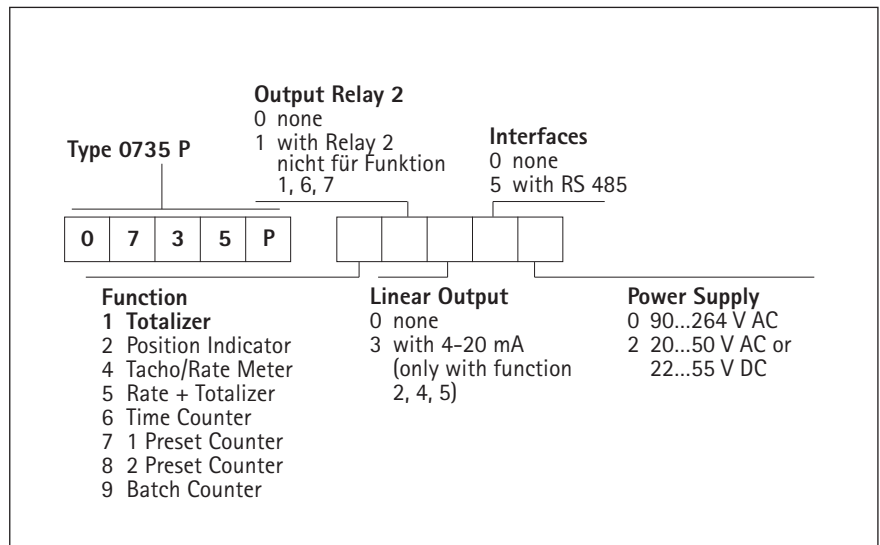 Output Relay 2
0 none
1 with Relay 2
nicht für Funktion
1, 6, 7
Interfaces
0 none
5 with RS 485
Type 0735 P
0 7 3 5 P
Function
1 Totalizer
2 Position Indicator
4 Tacho/Rate Meter
5 Rate + Totalizer
6 Time Counter
7 1 Preset Counter
8 2 Preset Counter
9 Batch Counter
Linear Output
0 none
3 with 4-20 mA
(only with function
2, 4, 5)
Power Supply
0 90...264 V AC
2 20...50 V AC or
22...55 V DC